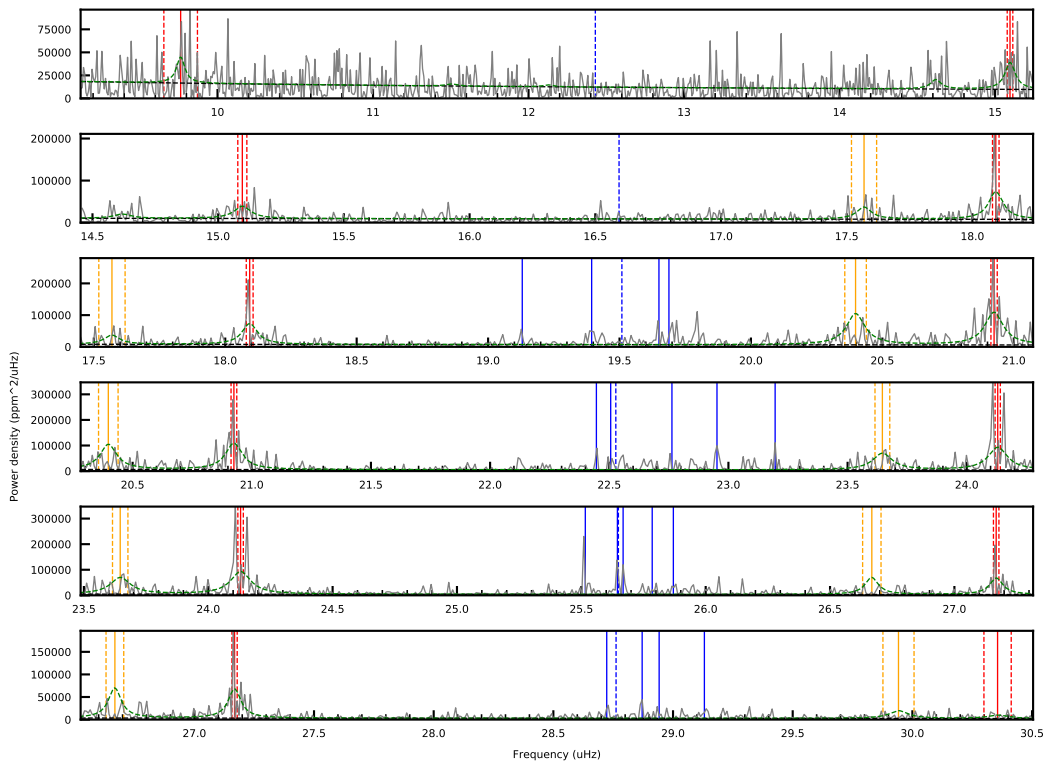 75000
50000
25000
0
10 11 12 13 14 15
200000
100000
0
14.5 15.0 15.5 16.0 16.5 17.0 17.5 18.0
200000
100000
0
17.5 18.0 18.5 19.0 19.5 20.0 20.5 21.0
Power density (ppm^2/uHz)
300000
200000
100000
0
20.5 21.0 21.5 22.0 22.5 23.0 23.5 24.0
300000
200000
100000
0
23.5 24.0 24.5 25.0 25.5 26.0 26.5 27.0
150000
100000
50000
0
27.0 27.5 28.0 28.5 29.0 29.5 30.0 30.5
Frequency (uHz)